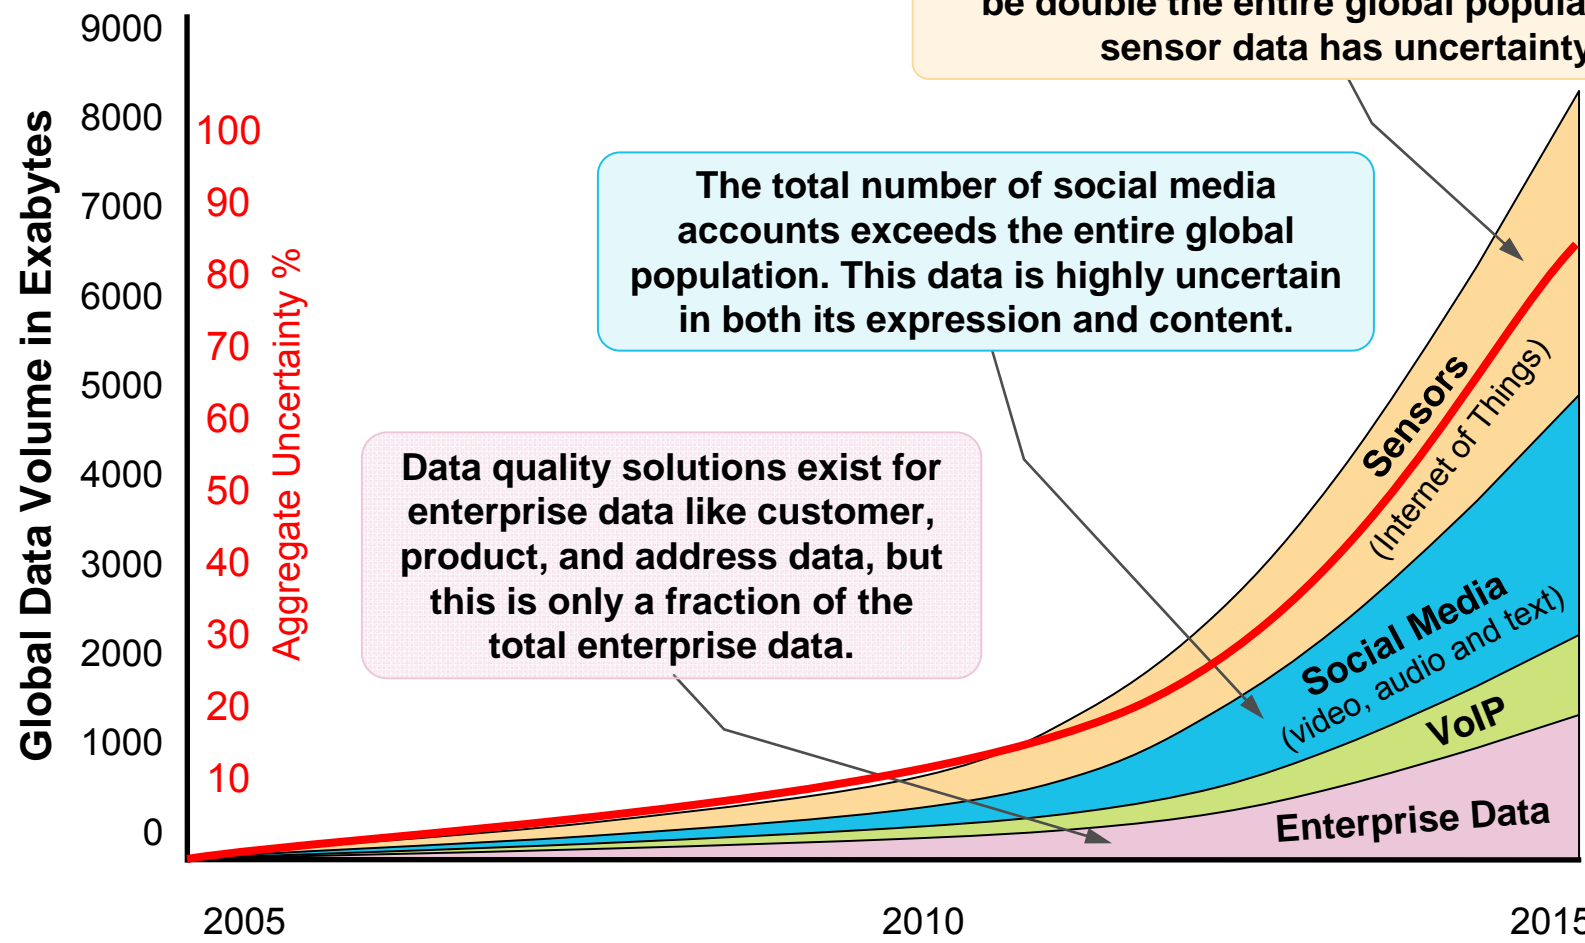 be double the entire global
sensor data has uncertainty
9000
8000
7000
6000
5000
4000
3000
2000
1000
0
Global Data Volume in Exabytes
100
90
80
70
60
50
40
30
20
10
Aggregate Uncertainty %
The total number of social media
accounts exceeds the entire global
population. This data is highly uncertain
in both its expression and content.
Data quality solutions exist for
enterprise data like customer,
product, and address data, but
this is only a fraction of the
total enterprise data.
Sensors
(Internet of Things)
Social Media
(video, audio and text)
VoIP
Enterprise Data
2005
2010
2015